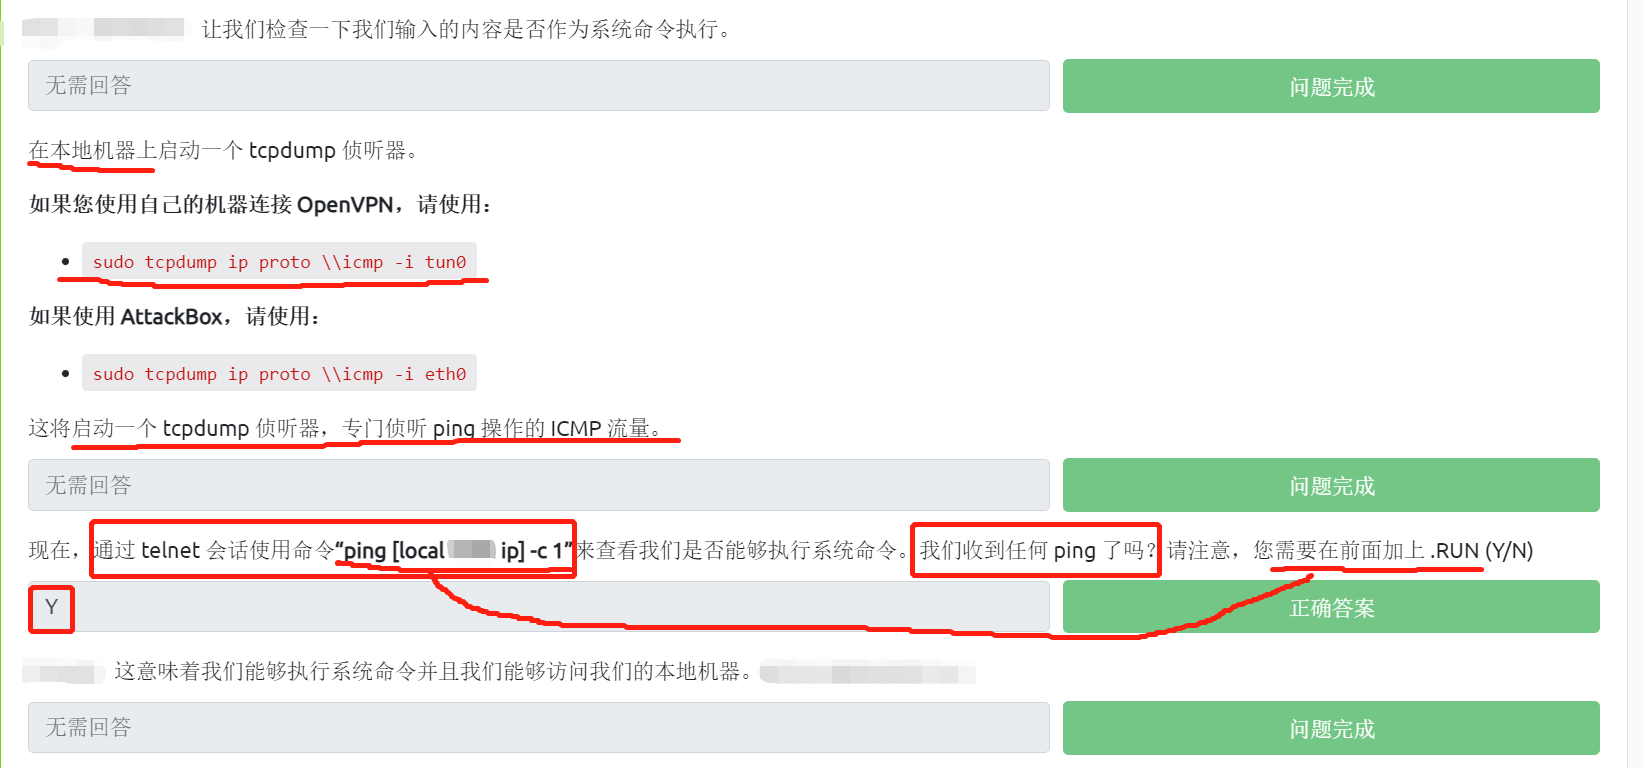 让我们检查一下我们输入的内容是否作为系统命令执行。
无需回答
问题完成
在本地机器上启动一个 tcpdump 侦听器。
如果您使用自己的机器连接 OpenVPN，请使用：
sudo tcpdump ip proto \\icmp -i tun0
如果使用 AttackBox，请使用：
sudo tcpdump ip proto \\icmp -i eth0
这将启动一个 tcpdump 侦听器，专门侦听 ping 操作的 ICMP 流量。
无需回答
问题完成
现在，通过 telnet 会话使用命令“ping [local ip] -c 1”来查看我们是否能够执行系统命令。我们收到任何 ping 了吗？请注意，您需要在前面加上 .RUN (Y/N)
Y
正确答案
这意味着我们能够执行系统命令并且我们能够访问我们的本地机器。
无需回答
问题完成